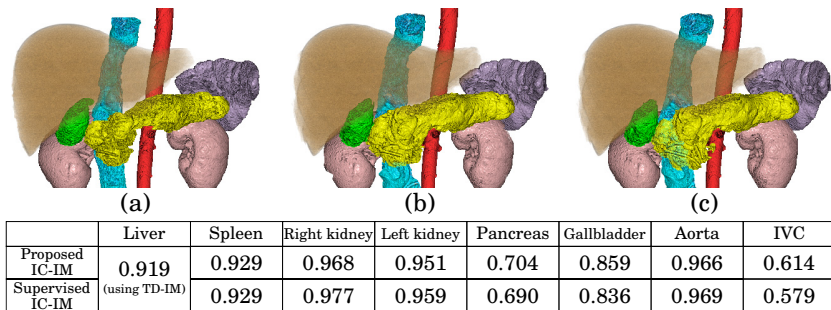 (a) (b) (c)
Liver Spleen Right kidney Left kidney Pancreas Gallbladder Aorta IVC
Proposed IC-IM 0.919 (using TD-IM) 0.929 0.968 0.951 0.704 0.859 0.966 0.614
Supervised IC-IM 0.929 0.977 0.959 0.690 0.836 0.969 0.579